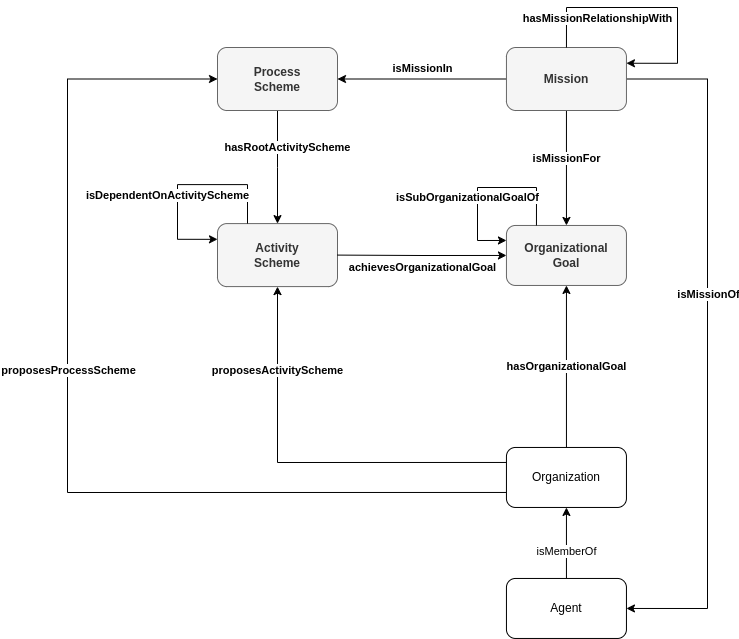 hasMissionRelationshipWith
Process
Scheme
isMissionIn
Mission
hasRootActivityScheme
isMissionFor
isDependentOnActivityScheme
isSubOrganizationalGoalOf
Activity
Scheme
achievesOrganizationalGoal
Organizational
Goal
isMissionOf
proposesProcessScheme
proposesActivityScheme
hasOrganizationalGoal
Organization
isMemberOf
Agent